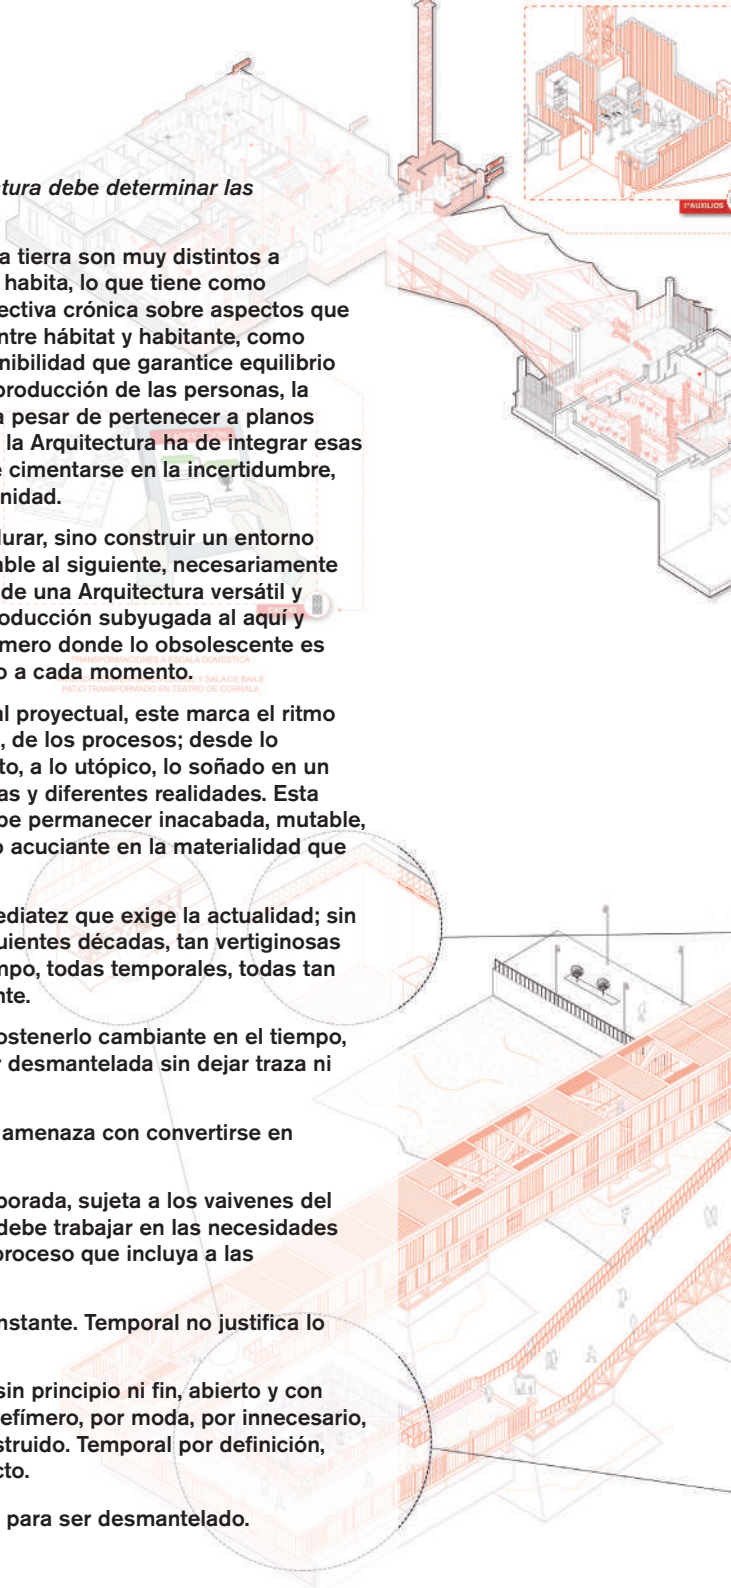 1ºAUXILIOS
tura debe determinar las
a tierra son muy distintos a
habita, lo que tiene como
ectiva crónica sobre aspectos que
ntre hábitat y habitante, como
nibilidad que garantice equilibrio
producción de las personas, la
a pesar de pertenecer a planos
la Arquitectura ha de integrar esas
e cimentarse en la incertidumbre,
nidad.
lurar, sino construir un entorno
able al siguiente, necesariamente
de una Arquitectura versátil y
roducción subyugada al aquí y
mero donde lo obsolescente es
TRANSFORMACIONES A ESCALA DOMÉSTICA
o a cada momento.
Y SALA DE BAILE
PATIO TRANSFORMADO EN TEATRO DE CORRALA
al proyectual, este marca el ritmo
, de los procesos; desde lo
to, a lo utópico, lo soñado en un
as y diferentes realidades. Esta
be permanecer inacabada, mutable,
o acuciante en la materialidad que
ediatez que exige la actualidad; sin
uientes décadas, tan vertiginosas
mpo, todas temporales, todas tan
nte.
ostenerlo cambiante en el tiempo,
r desmantelada sin dejar traza ni
amenaza con convertirse en
porada, sujeta a los vaivenes del
debe trabajar en las necesidades
proceso que incluya a las
nstante. Temporal no justifica lo
sin principio ni fin, abierto y con
efímero, por moda, por innecesario,
struido. Temporal por definición,
cto.
para ser desmantelado.